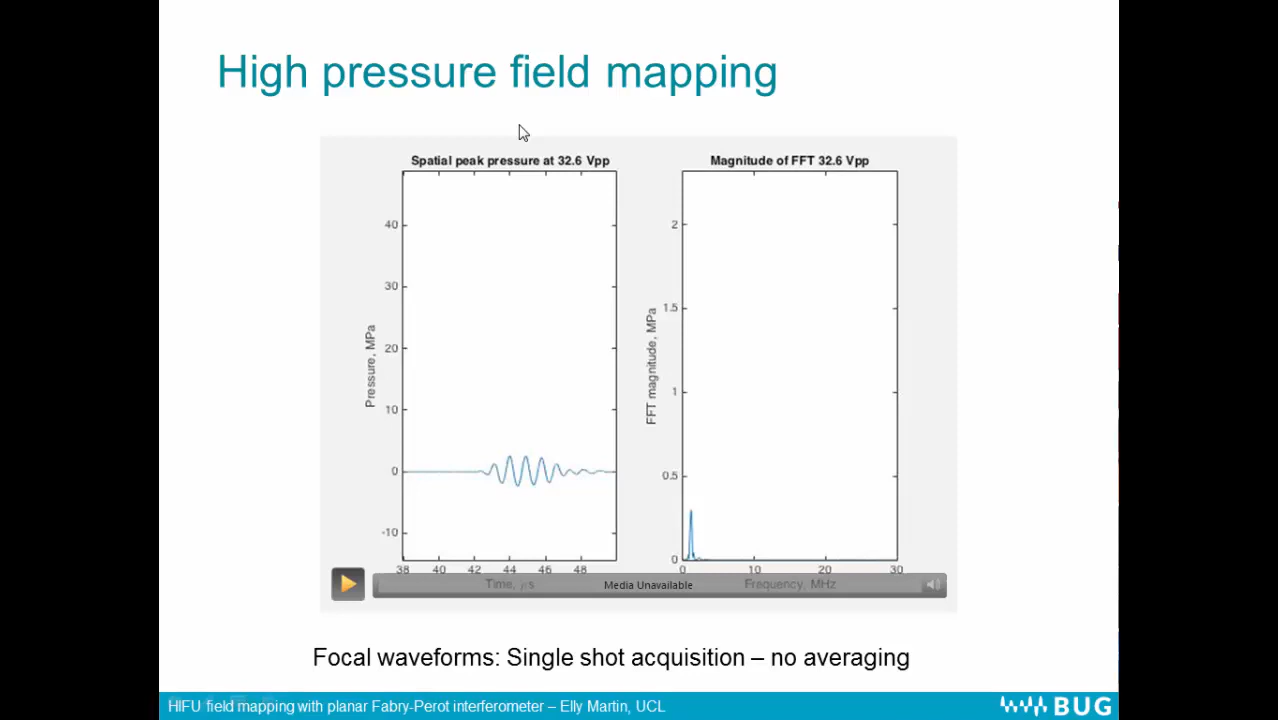 High pressure field mapping
Spatial peak pressure at 32.6 Vpp
40
30
20
10
0
-10
Pressure, MPa
38 40 42 44 46 48
Time, μs
Magnitude of FFT 32.6 Vpp
2
1.5
1
0.5
0
FFT magnitude, MPa
0 10 20 30
Frequency, MHz
Media Unavailable
Focal waveforms: Single shot acquisition – no averaging
HIFU field mapping with planar Fabry-Perot interferometer – Elly Martin, UCL
BUG